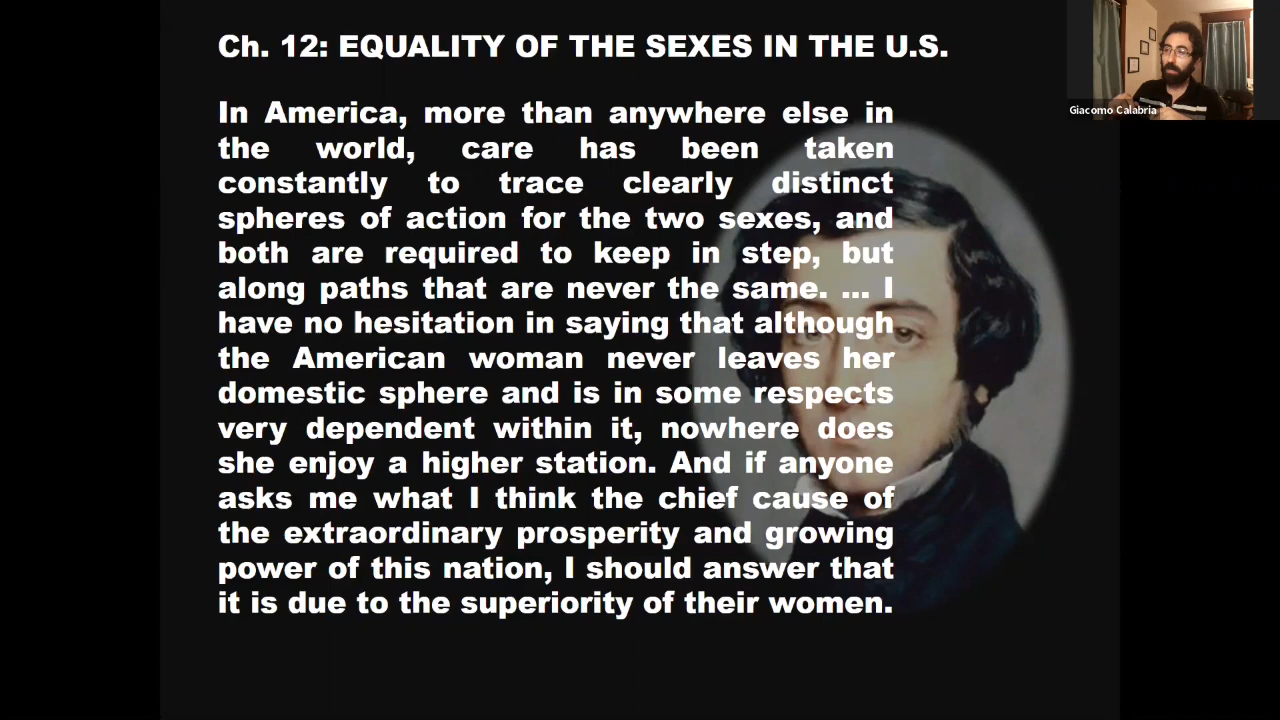 Ch. 12: EQUALITY OF THE SEXES IN THE U.S.
In America, more than anywhere else in
the world, care has been taken
constantly to trace clearly distinct
spheres of action for the two sexes, and
both are required to keep in step, but
along paths that are never the same. ... I
have no hesitation in saying that although
the American woman never leaves her
domestic sphere and is in some respects
very dependent within it, nowhere does
she enjoy a higher station. And if anyone
asks me what I think the chief cause of
the extraordinary prosperity and growing
power of this nation, I should answer that
it is due to the superiority of their women.
Giacomo Calabria